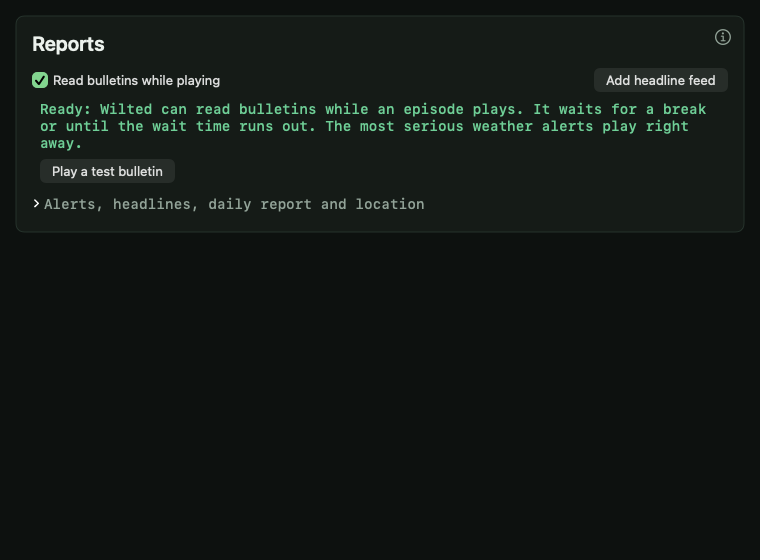 Reports
Read bulletins while playing
Add headline feed
Ready: Wilted can read bulletins while an episode plays. It waits for a break
or until the wait time runs out. The most serious weather alerts play right
away.
Play a test bulletin
Alerts, headlines, daily report and location